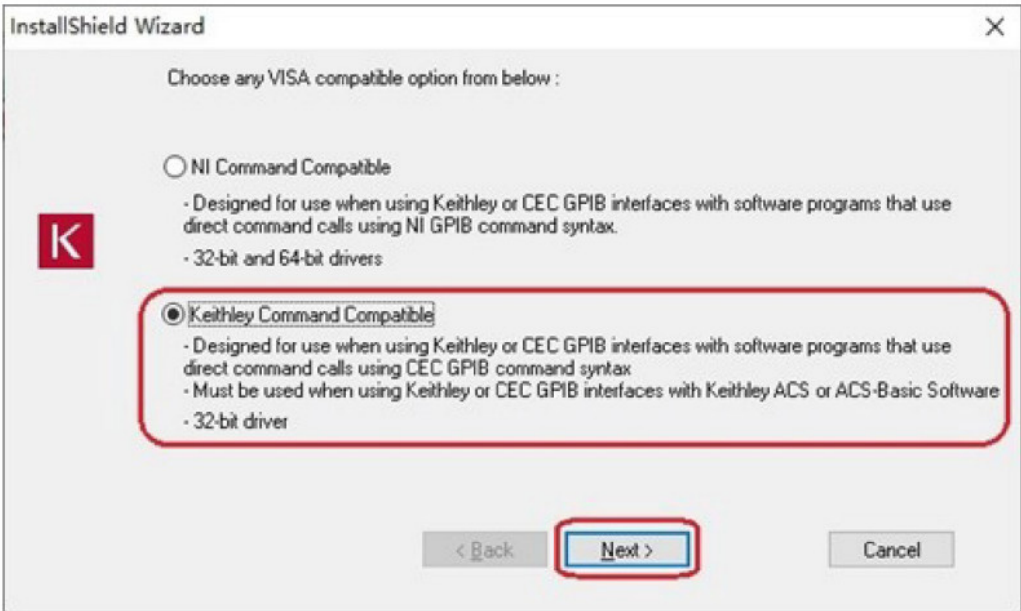 InstallShield Wizard
Choose any VISA compatible option from below :
NI Command Compatible
- Designed for use when using Keithley or CEC GPIB interfaces with software programs that use
direct command calls using NI GPIB command syntax.
- 32-bit and 64-bit drivers
K
Keithley Command Compatible
- Designed for use when using Keithley or CEC GPIB interfaces with software programs that use
direct command calls using CEC GPIB command syntax
- Must be used when using Keithley or CEC GPIB interfaces with Keithley ACS or ACS-Basic Software
- 32-bit driver
< Back
Next >
Cancel